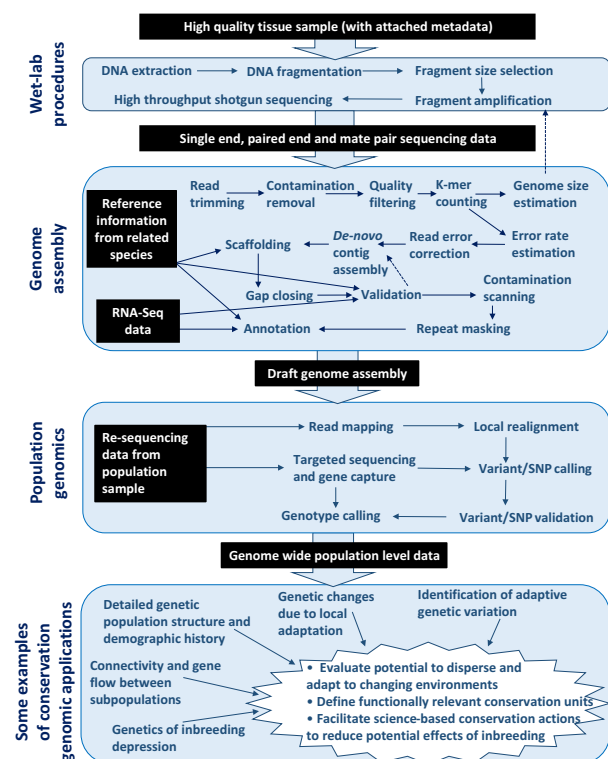 High quality tissue sample (with attached metadata)
Wet-lab
procedures
DNA extraction
DNA fragmentation
Fragment size selection
High throughput shotgun sequencing
Fragment amplification
Single end, paired end and mate pair sequencing data
Genome
assembly
Reference
information
from related
species
Read
trimming
Contamination
removal
Quality
filtering
K-mer
counting
Genome size
estimation
Scaffolding
De-novo
contig
assembly
Read error
correction
Error rate
estimation
Gap closing
Validation
Contamination
scanning
RNA-Seq
data
Annotation
Repeat masking
Draft genome assembly
Population
genomics
Re-sequencing
data from
population
sample
Read mapping
Local realignment
Targeted sequencing
and gene capture
Variant/SNP calling
Genotype calling
Variant/SNP validation
Genome wide population level data
Some examples
of conservation
genomic applications
Detailed genetic
population structure and
demographic history
Genetic changes
due to local
adaptation
Identification of adaptive
genetic variation
Connectivity and gene
flow between
subpopulations
Genetics of inbreeding
depression
• Evaluate potential to disperse and
adapt to changing environments
• Define functionally relevant conservation units
• Facilitate science-based conservation actions
to reduce potential effects of inbreeding